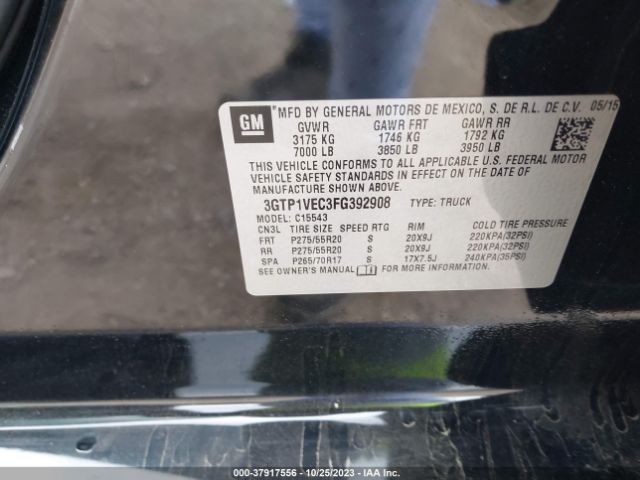 GM
*MFD BY GENERAL MOTORS DE MEXICO, S. DE R.L. DE C.V. 05/15
GVWR GAWR FRT GAWR RR
3175 KG 1746 KG 1792 KG
7000 LB 3850 LB 3950 LB
THIS VEHICLE CONFORMS TO ALL APPLICABLE U.S. FEDERAL MOTOR
VEHICLE SAFETY STANDARDS IN EFFECT ON THE DATE OF
MANUFACTURE SHOWN ABOVE.
3GTP1VEC3FG392908 TYPE: TRUCK
MODEL: C15543
CN3L TIRE SIZE SPEED RTG RIM COLD TIRE PRESSURE
FRT P275/55R20 S 20X9J 220KPA(32PSI)
RR P275/55R20 S 20X9J 220KPA(32PSI)
SPA P265/70R17 S 17X7.5J 240KPA(35PSI)
SEE OWNER'S MANUAL FOR MORE INFORMATION
000-37917556 - 10/25/2023 - IAA Inc.